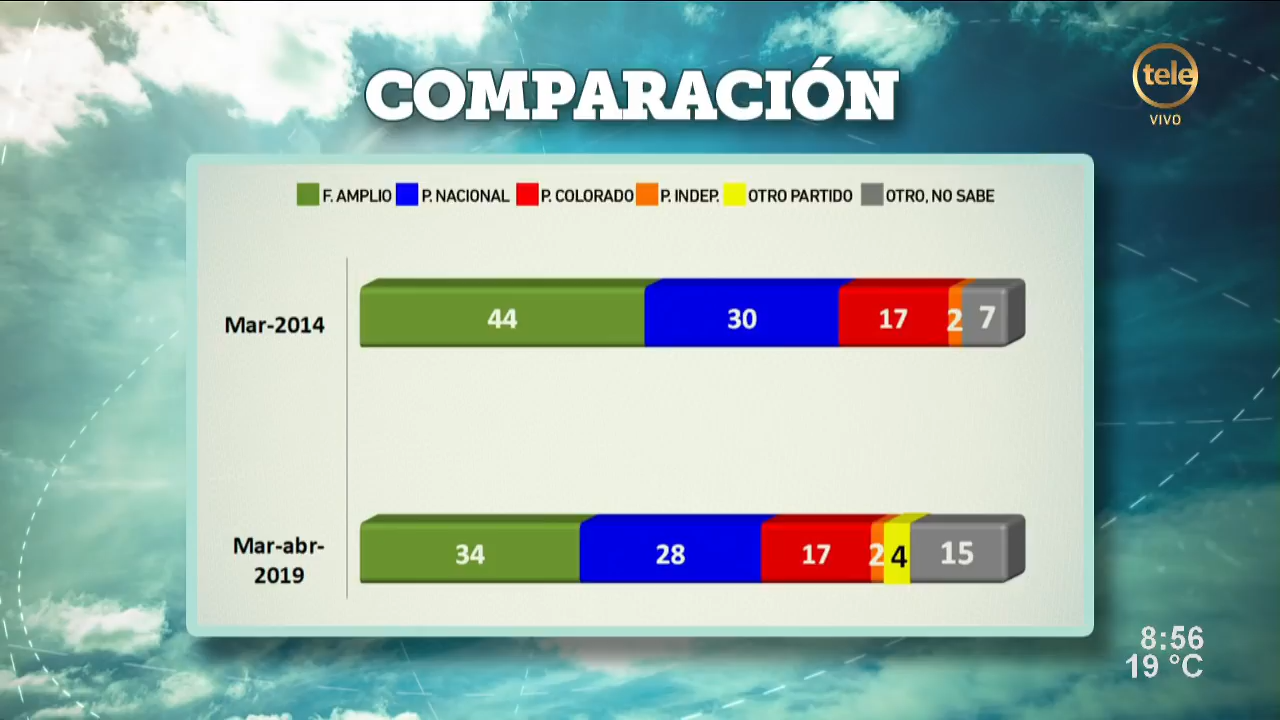 COMPARACIÓN
tele
VIVO
F. AMPLIO P. NACIONAL P. COLORADO P. INDEP. OTRO PARTIDO OTRO, NO SABE
Mar-2014 44 30 17 2 7
Mar-abr-
2019 34 28 17 2 4 15
8:56
19 °C